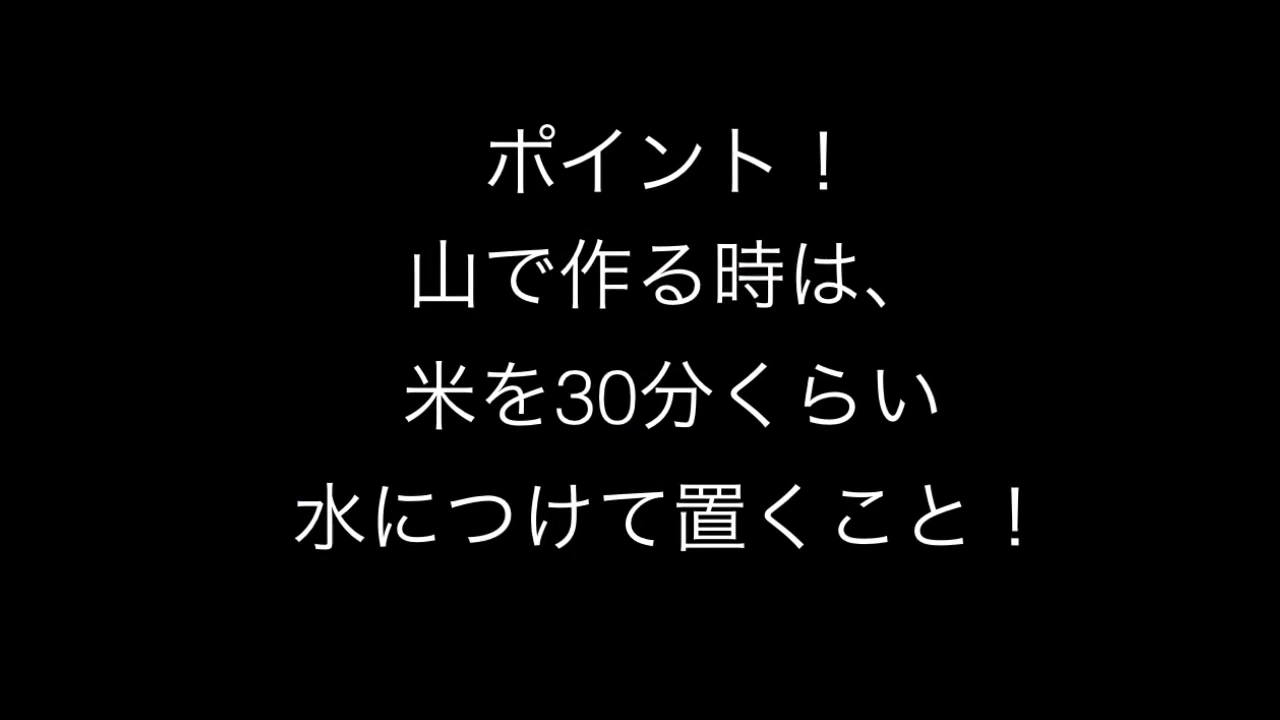 ポイント！
山で作る時は、
米を30分くらい
水につけて置くこと！